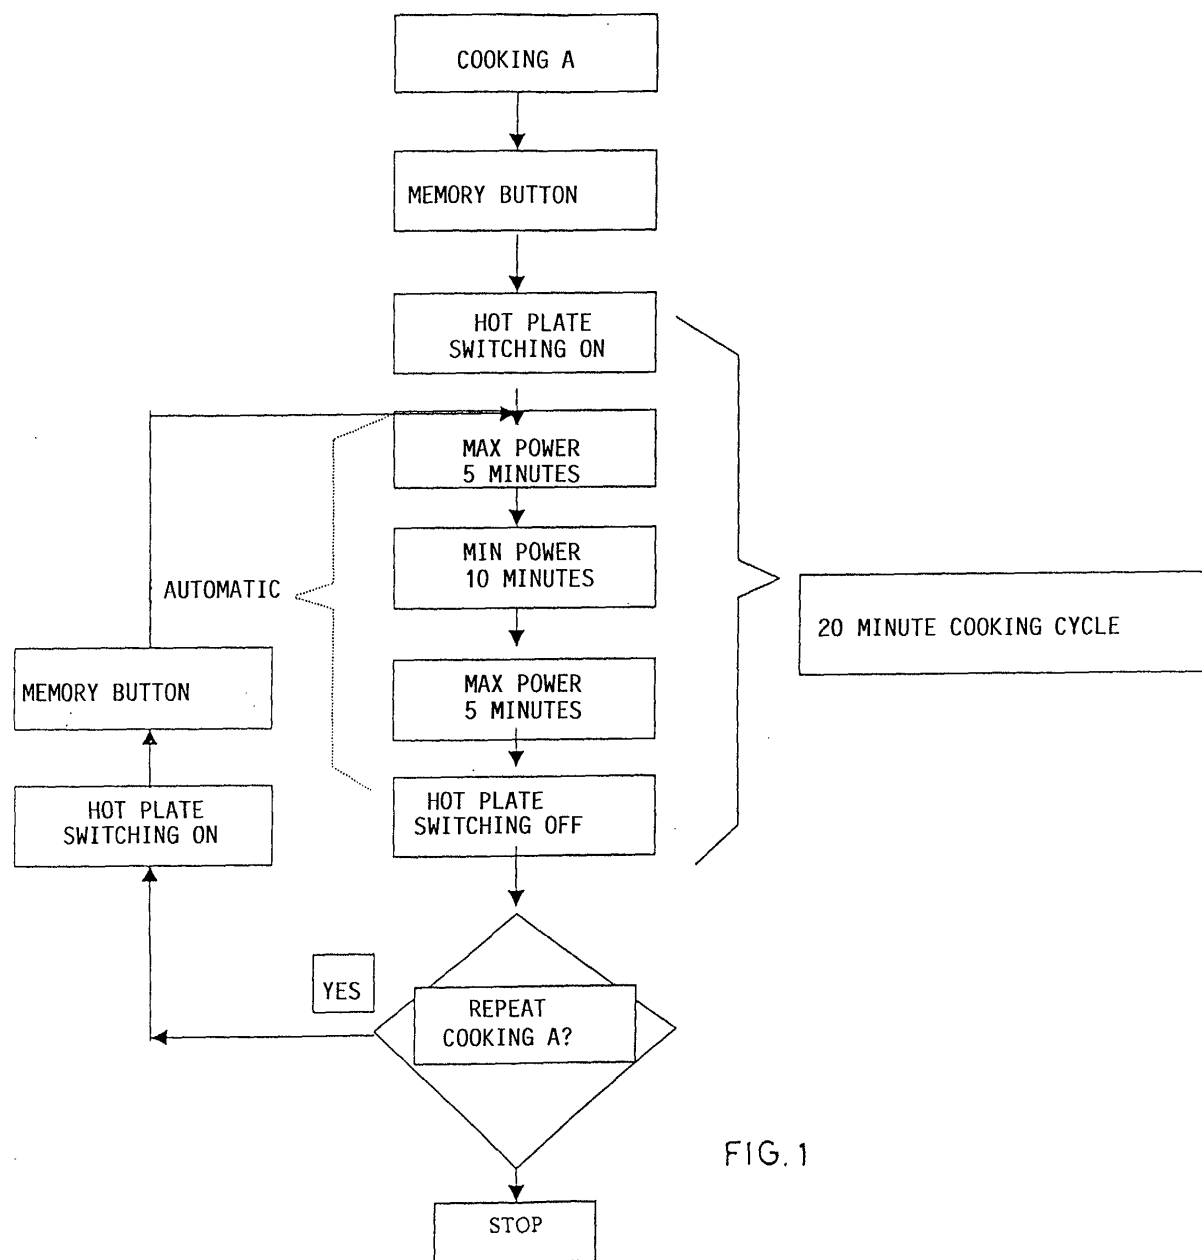 COOKING A
MEMORY BUTTON
HOT PLATE
SWITCHING ON
MAX POWER
5 MINUTES
MIN POWER
10 MINUTES
AUTOMATIC
20 MINUTE COOKING CYCLE
MEMORY BUTTON
MAX POWER
5 MINUTES
HOT PLATE
SWITCHING ON
HOT PLATE
SWITCHING OFF
YES
REPEAT
COOKING A?
FIG. 1
STOP